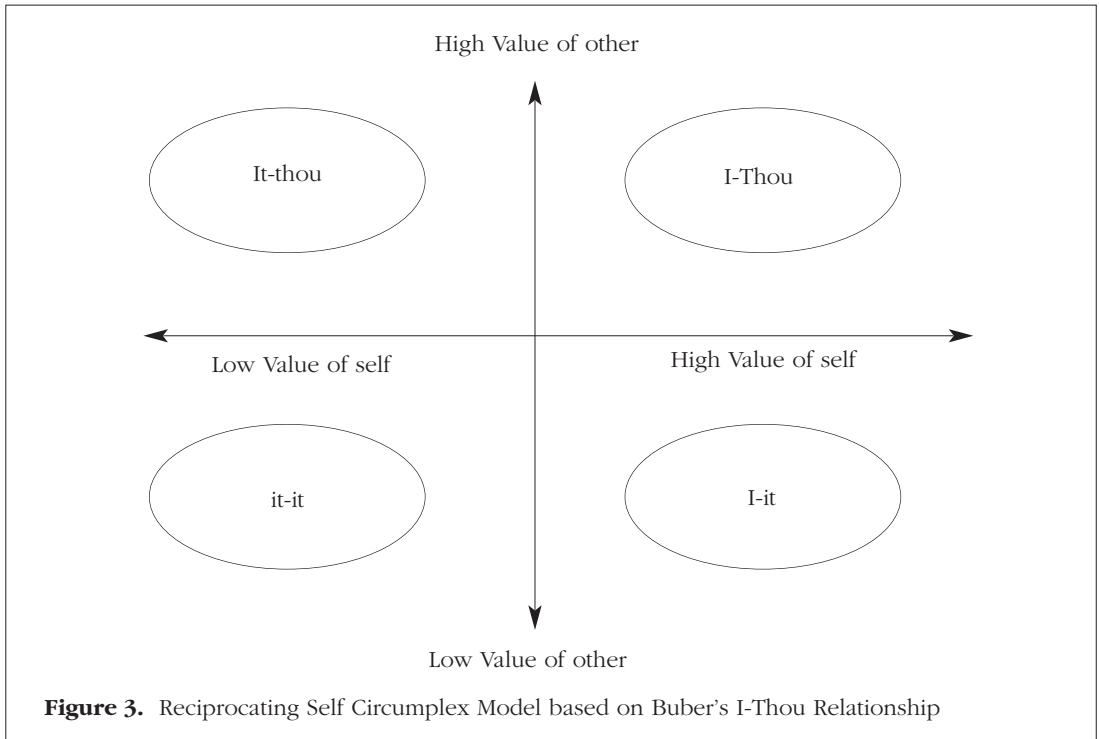 High Value of other
It-thou
I-Thou
Low Value of self
High Value of self
it-it
I-it
Low Value of other
Figure 3. Reciprocating Self Circumplex Model based on Buber's I-Thou Relationship